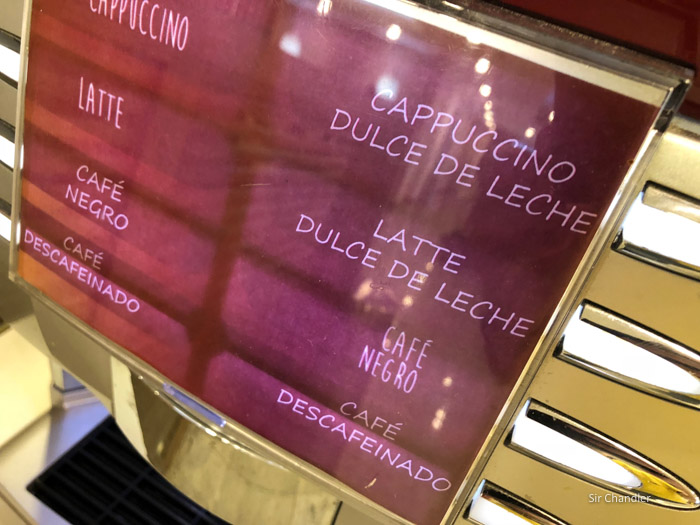 CAPPUCCINO
LATTE
CAFÉ
NEGRO
CAFÉ
DESCAFEINADO
CAPPUCCINO
DULCE DE LECHE
LATTE
DULCE DE LECHE
CAFÉ
NEGRO
CAFÉ
DESCAFEINADO
Sir Chandler